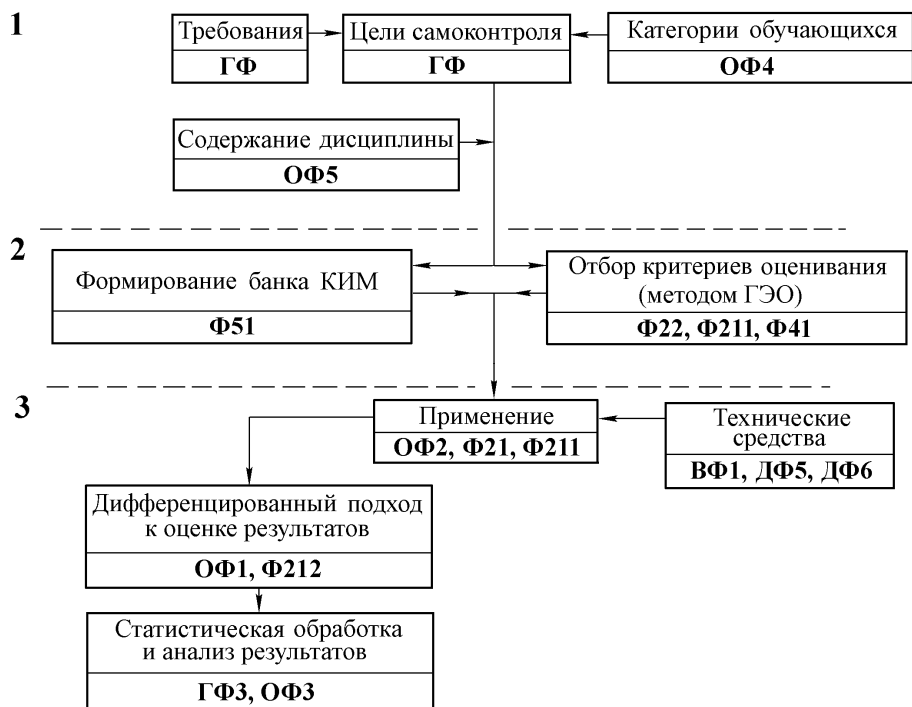 1
Требования
ГФ
Цели самоконтроля
ГФ
Категории обучающихся
ОФ4
Содержание дисциплины
ОФ5
2
Формирование банка КИМ
Ф51
Отбор критериев оценивания
(методом ГЭО)
Ф22, Ф211, Ф41
3
Применение
ОФ2, Ф21, Ф211
Технические
средства
ВФ1, ДФ5, ДФ6
Дифференцированный подход
к оценке результатов
ОФ1, Ф212
Статистическая обработка
и анализ результатов
ГФ3, ОФ3